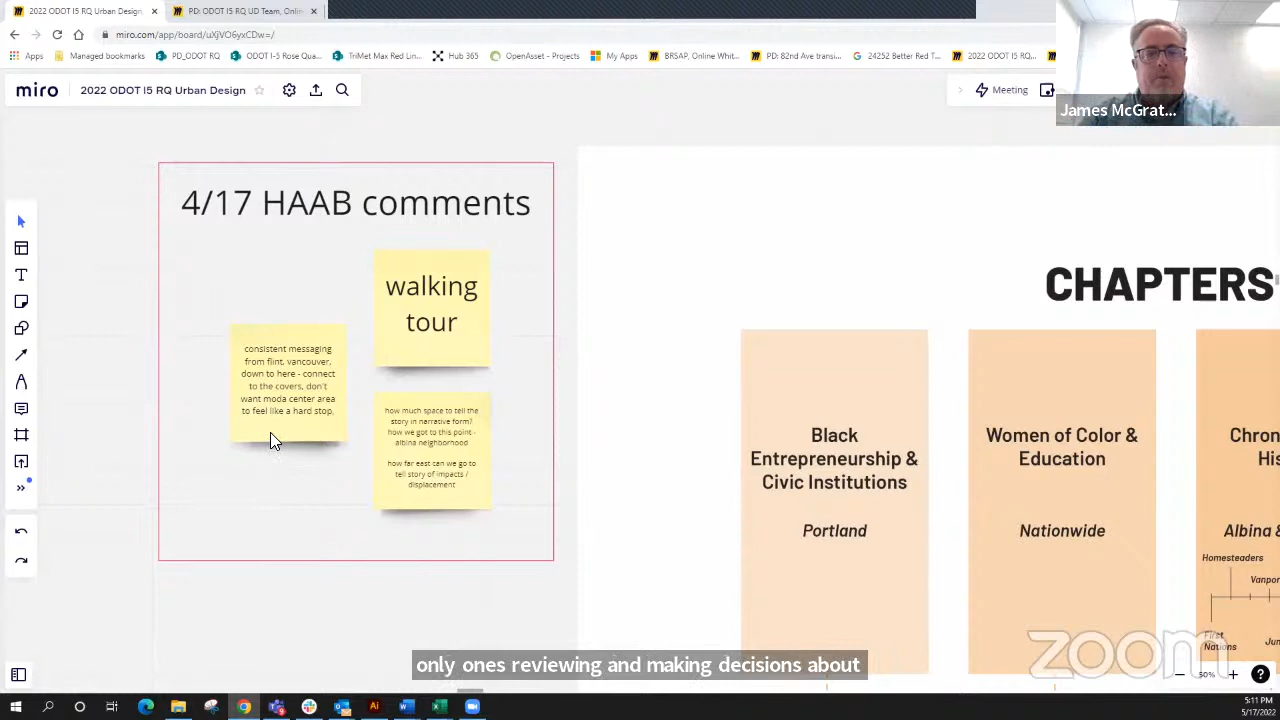 2022 ODOT I5 RQ Urban Design,
PD: ODOT RQ UD Team, Online
miro.com/app/board/uXjVO6yxCDw=/
Apps
Managed bookmarks
PD_ODOT RQ
ODOT I-5 Rose Qua...
TriMet Max Red Lin...
Hub 365
OpenAsset - Projects
My Apps
BRSAP, Online Whit...
PD: 82nd Ave transi...
24252 Better Red T...
2022 ODOT I5 RQ...
miro
2022 ODOT I5 RQ Urban Design
Meeting
James McGrat...
4/17 HAAB comments
walking
tour
consistent messaging
from flint, vancouver,
down to here - connect
to the covers, don't
want moda center area
to feel like a hard stop,
how much space to tell the
story in narrative form?
how we got to this point -
albina neighborhood
how far east can we go to
tell story of impacts /
displacement
CHAPTERS
Black
Entrepreneurship &
Civic Institutions
Portland
Women of Color &
Education
Nationwide
Chron
His
Albina &
Homesteaders
Vanpor
First
Nations
Jum
only ones reviewing and making decisions about
zoom
50%
5:11 PM
5/17/2022